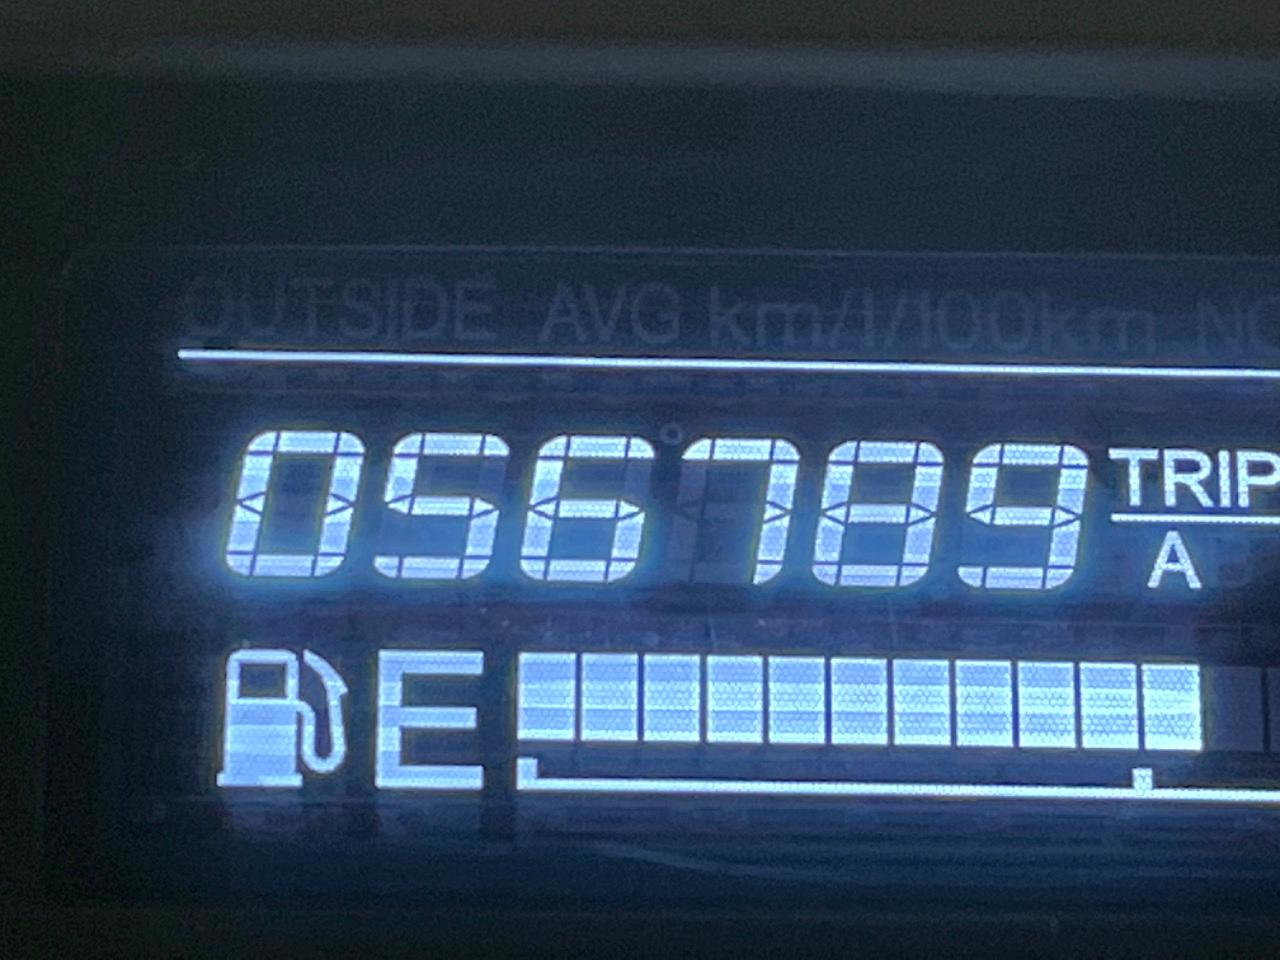 OUTSIDE AVG km/l/100km
056789 TRIP
A
E